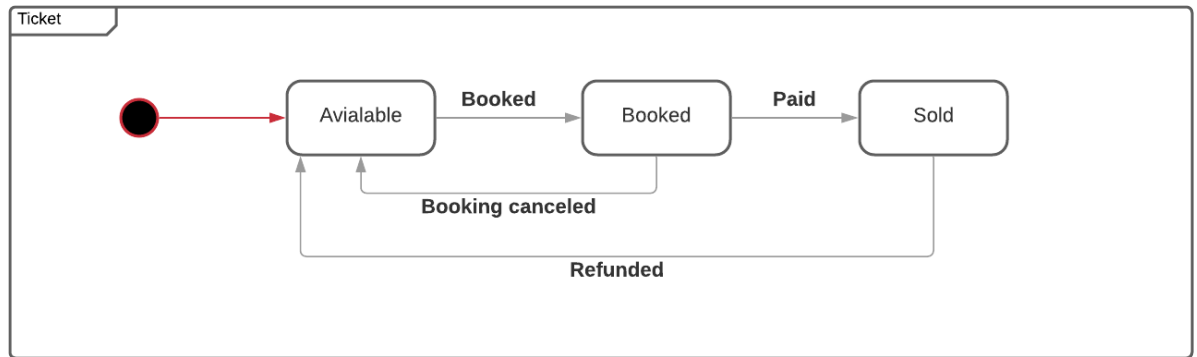 Ticket
Avialable
Booked
Booked
Paid
Sold
Booking canceled
Refunded